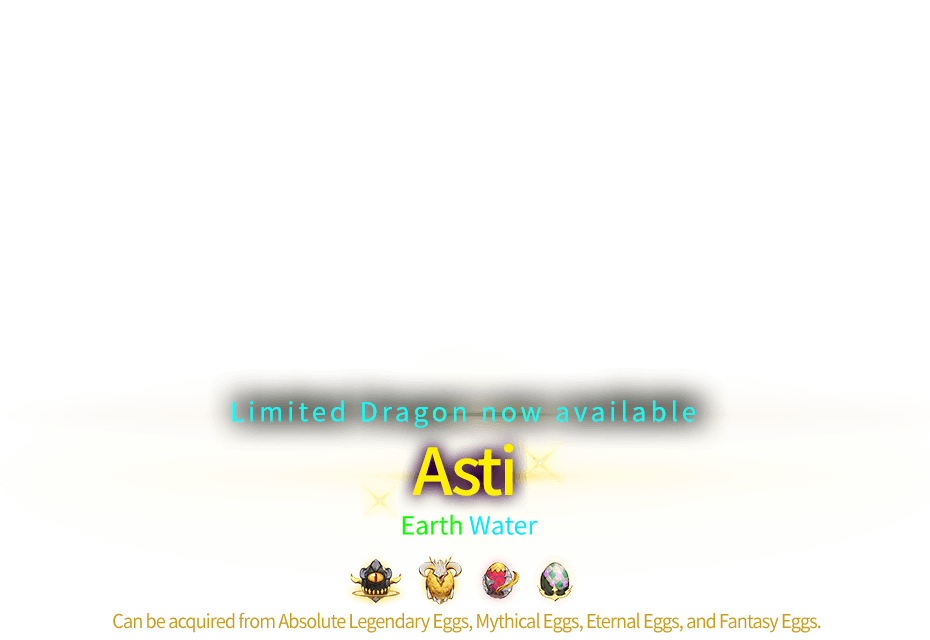 Limited Dragon now available
Asti
Earth Water
Can be acquired from Absolute Legendary Eggs, Mythical Eggs, Eternal Eggs, and Fantasy Eggs.